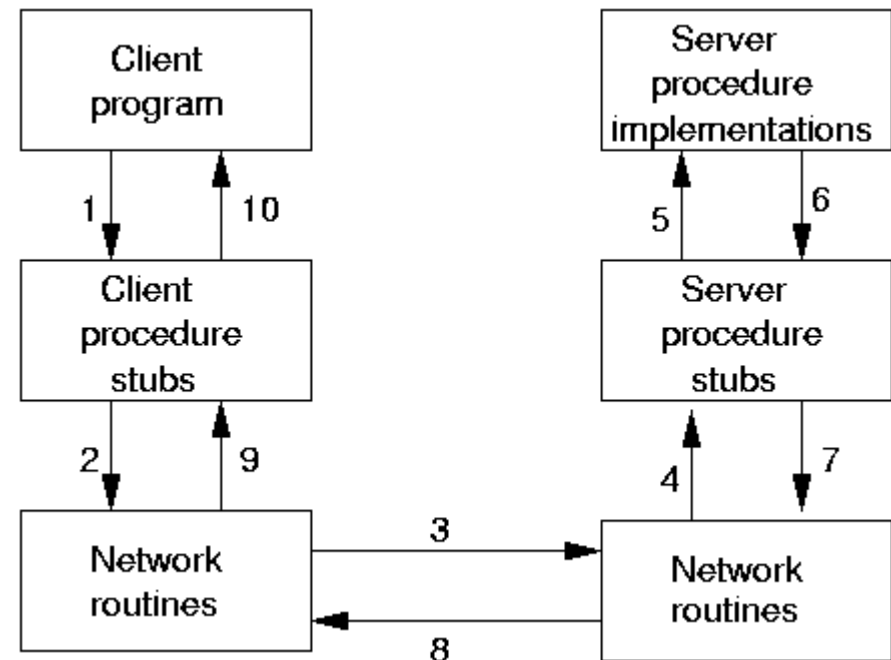 Client
program
Server
procedure
implementations
1
10
5
6
Client
procedure
stubs
Server
procedure
stubs
2
9
4
7
Network
routines
3
8
Network
routines